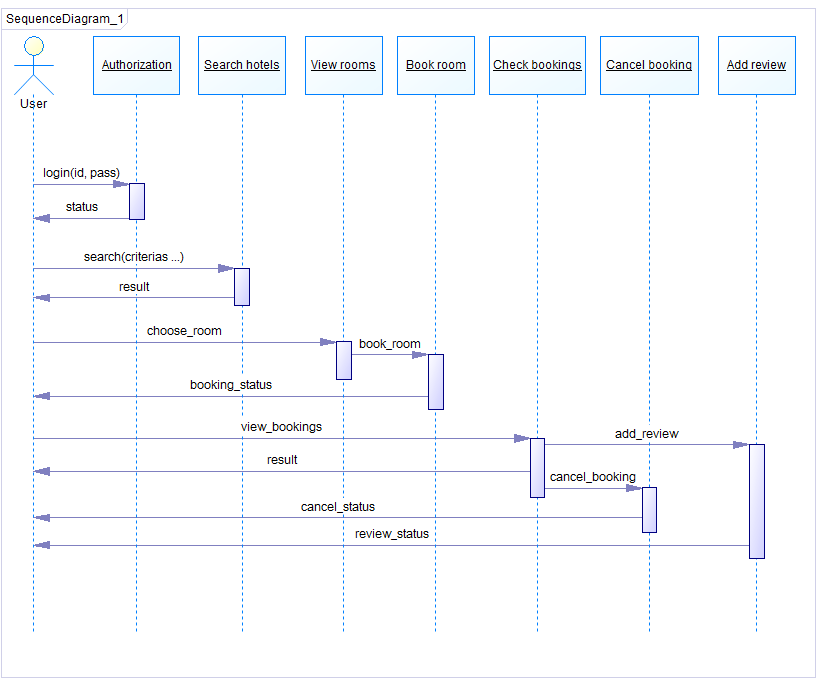 SequenceDiagram_1
Authorization
Search hotels
View rooms
Book room
Check bookings
Cancel booking
Add review
User
login(id, pass)
status
search(criterias ...)
result
choose_room
book_room
booking_status
view_bookings
add_review
result
cancel_booking
cancel_status
review_status